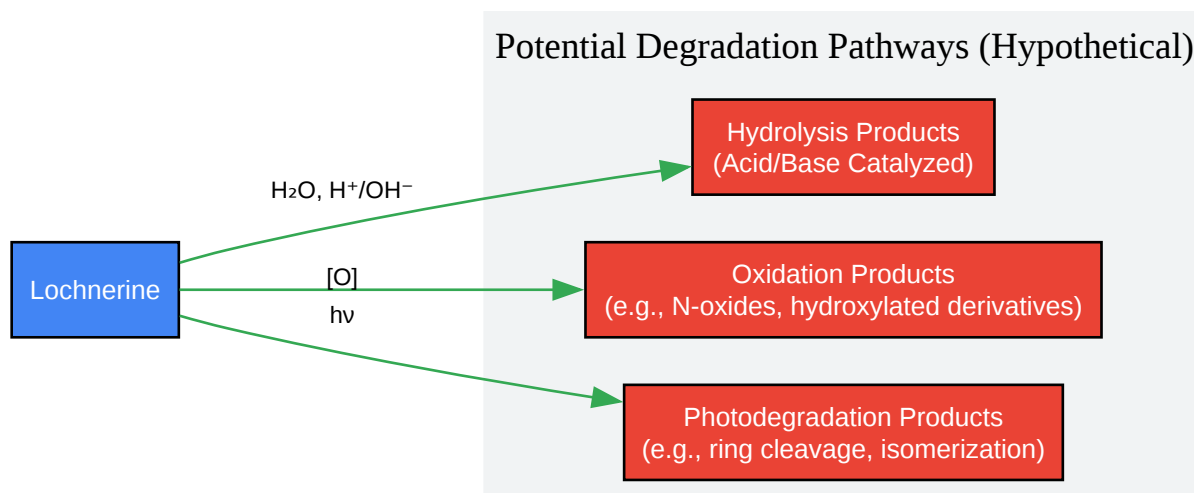 Potential Degradation Pathways (Hypothetical)
Hydrolysis Products
(Acid/Base Catalyzed)
H₂O, H⁺/OH⁻
Lochnerine
[O]
Oxidation Products
(e.g., N-oxides, hydroxylated derivatives)
hν
Photodegradation Products
(e.g., ring cleavage, isomerization)